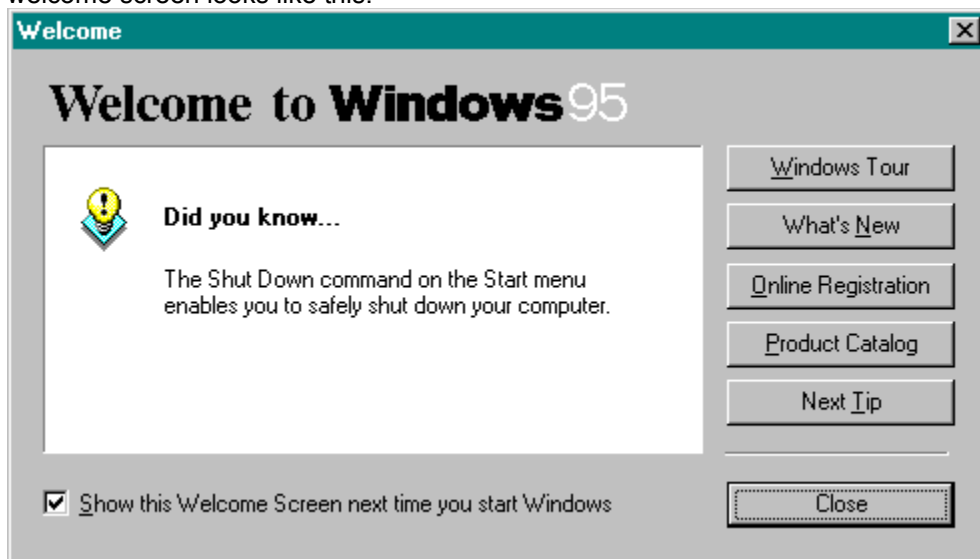 welcome screen looks like this:
Welcome
Welcome to Windows 95
Windows Tour
Did you know...
What's New
The Shut Down command on the Start menu
enables you to safely shut down your computer.
Online Registration
Product Catalog
Next Tip
Show this Welcome Screen next time you start Windows
Close